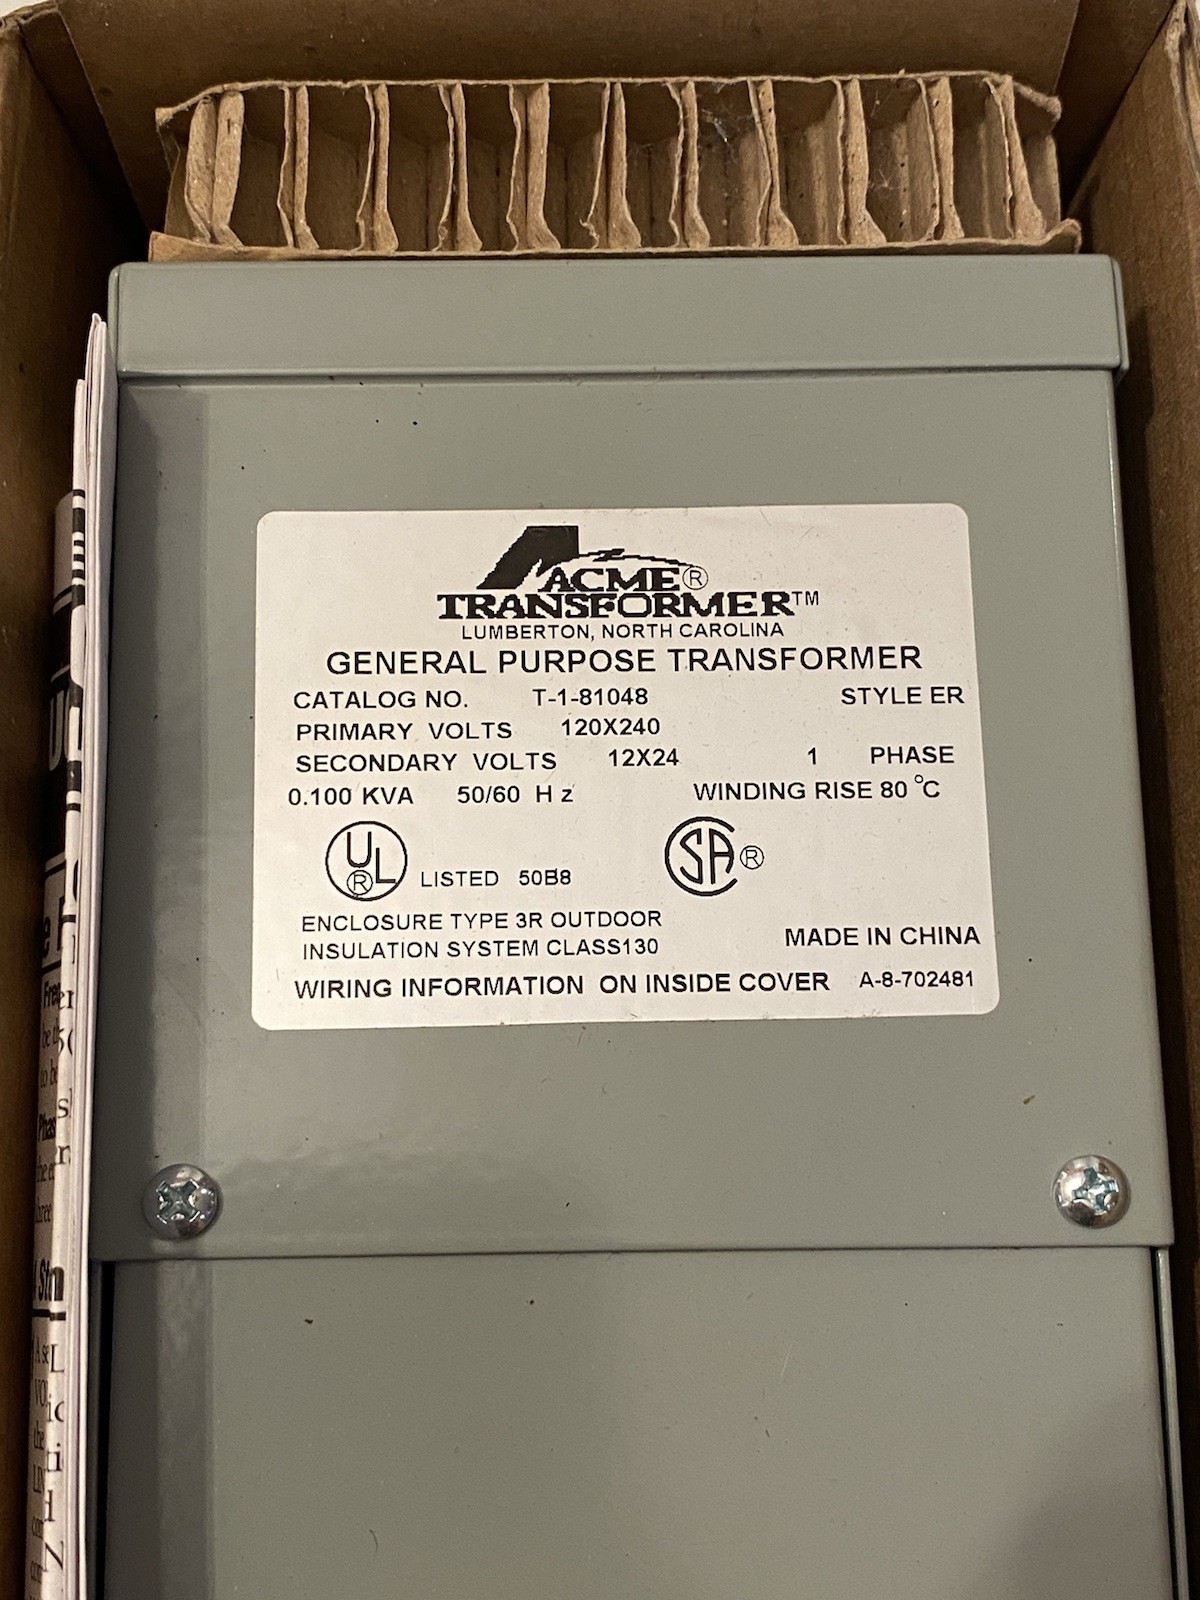 ACME®
TRANSFORMER™
LUMBERTON, NORTH CAROLINA
GENERAL PURPOSE TRANSFORMER
CATALOG NO. T-1-81048 STYLE ER
PRIMARY VOLTS 120X240
SECONDARY VOLTS 12X24 1 PHASE
0.100 KVA 50/60 Hz WINDING RISE 80 °C
UL® LISTED 50B8 SA®
ENCLOSURE TYPE 3R OUTDOOR
INSULATION SYSTEM CLASS130 MADE IN CHINA
WIRING INFORMATION ON INSIDE COVER A-8-702481